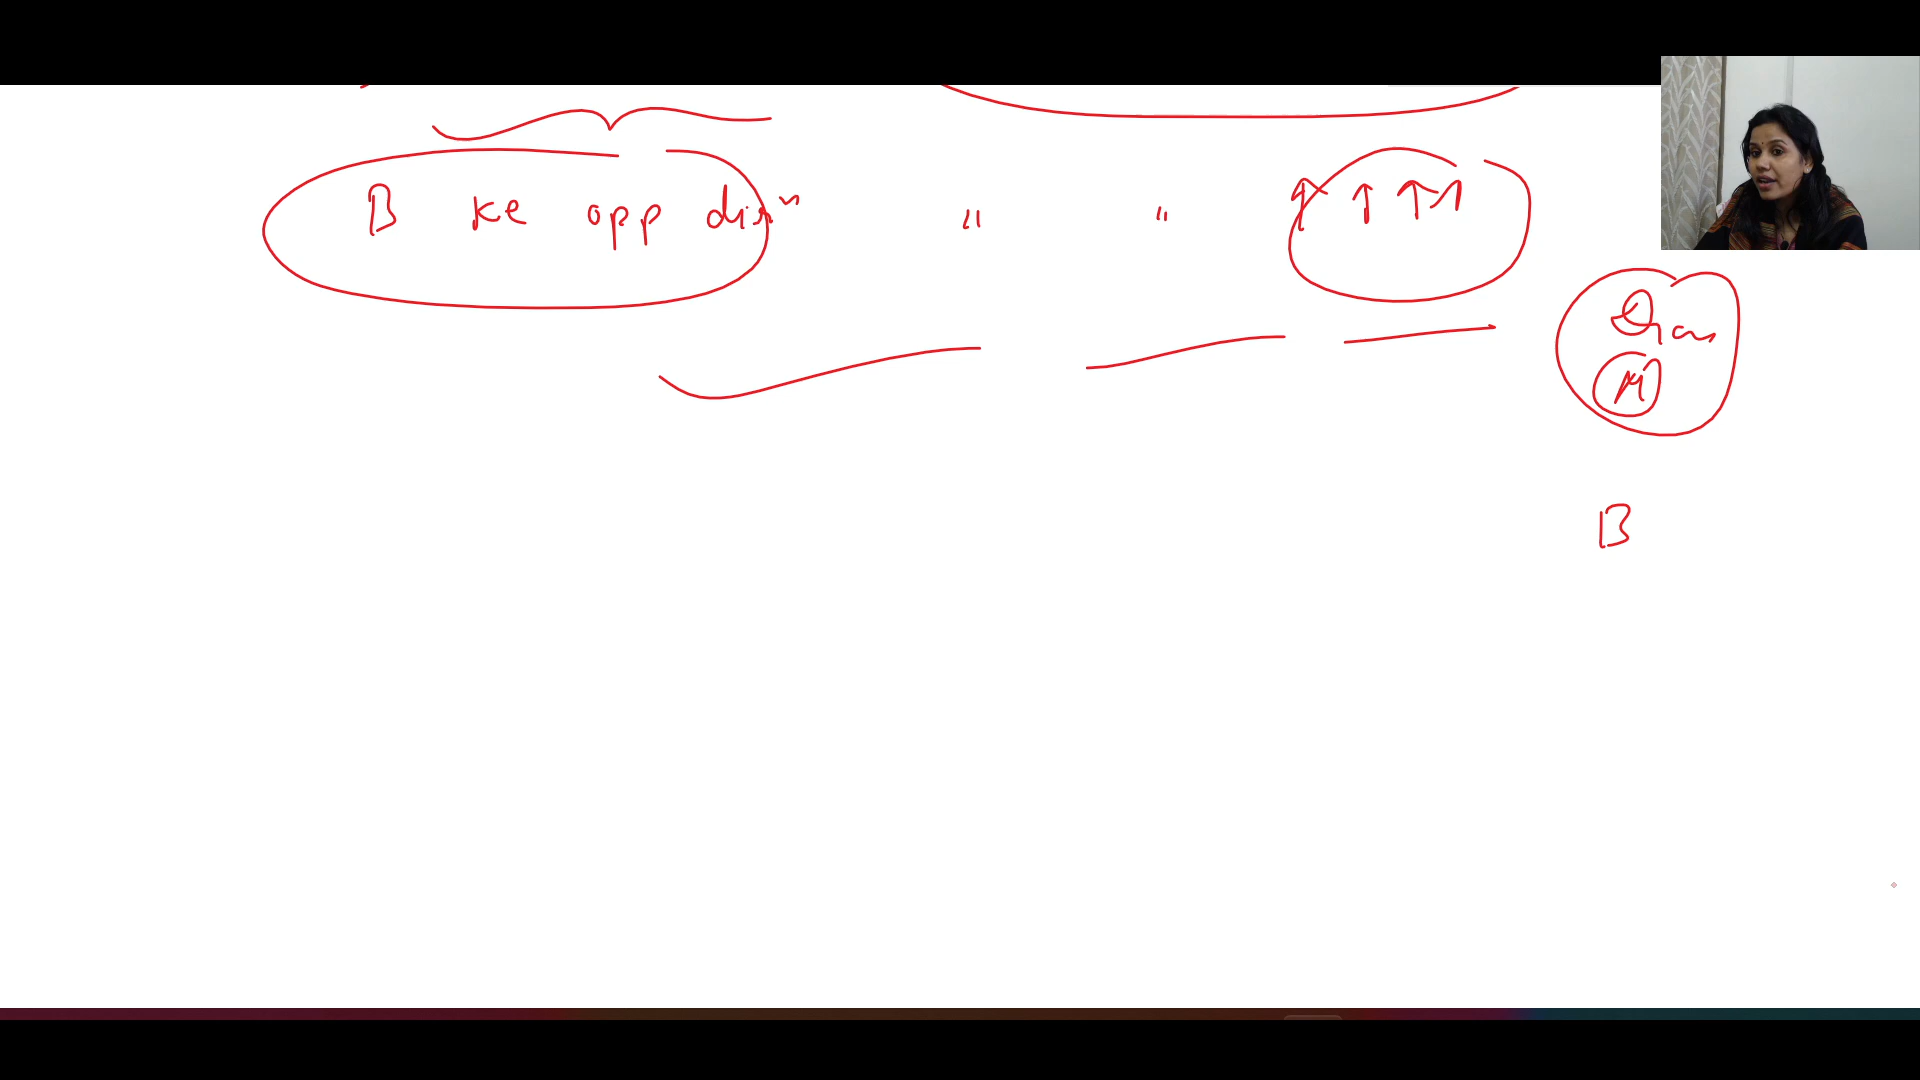 B ke opp dirⁿ " " ↑ ↑ ↑ ↑
B